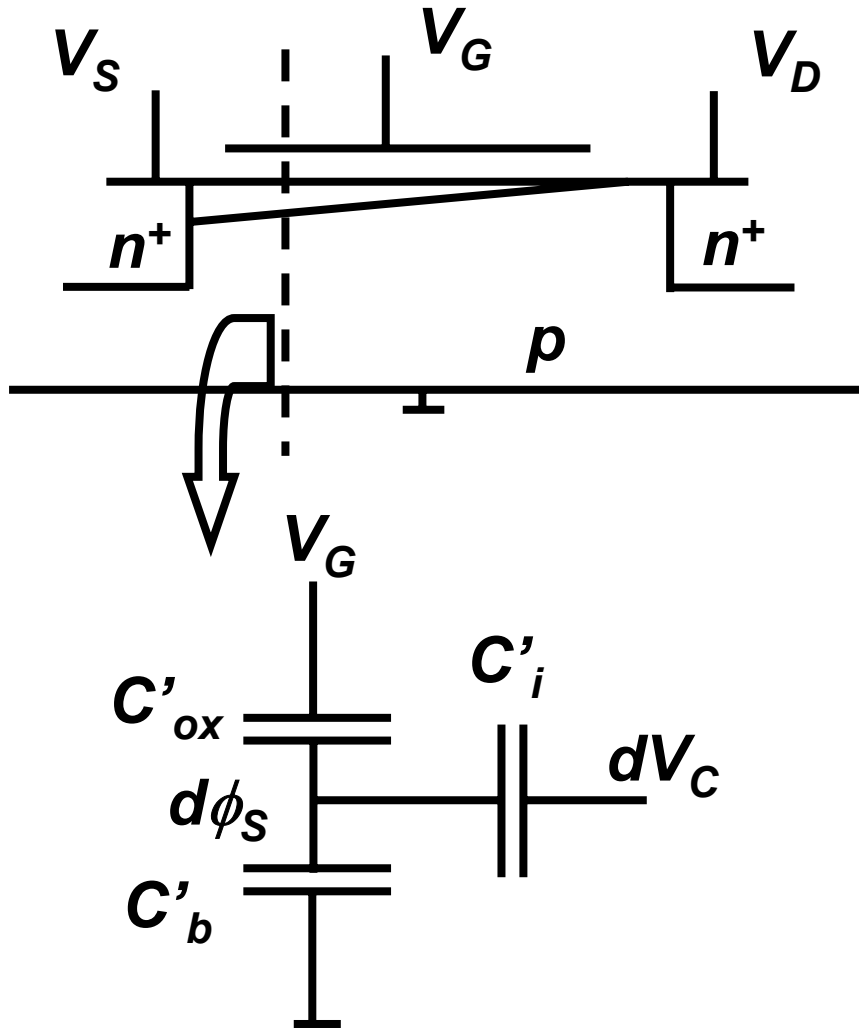 V_S V_G V_D
n⁺ n⁺
p
V_G
C'_ox C'_i
dϕ_S dV_C
C'_b